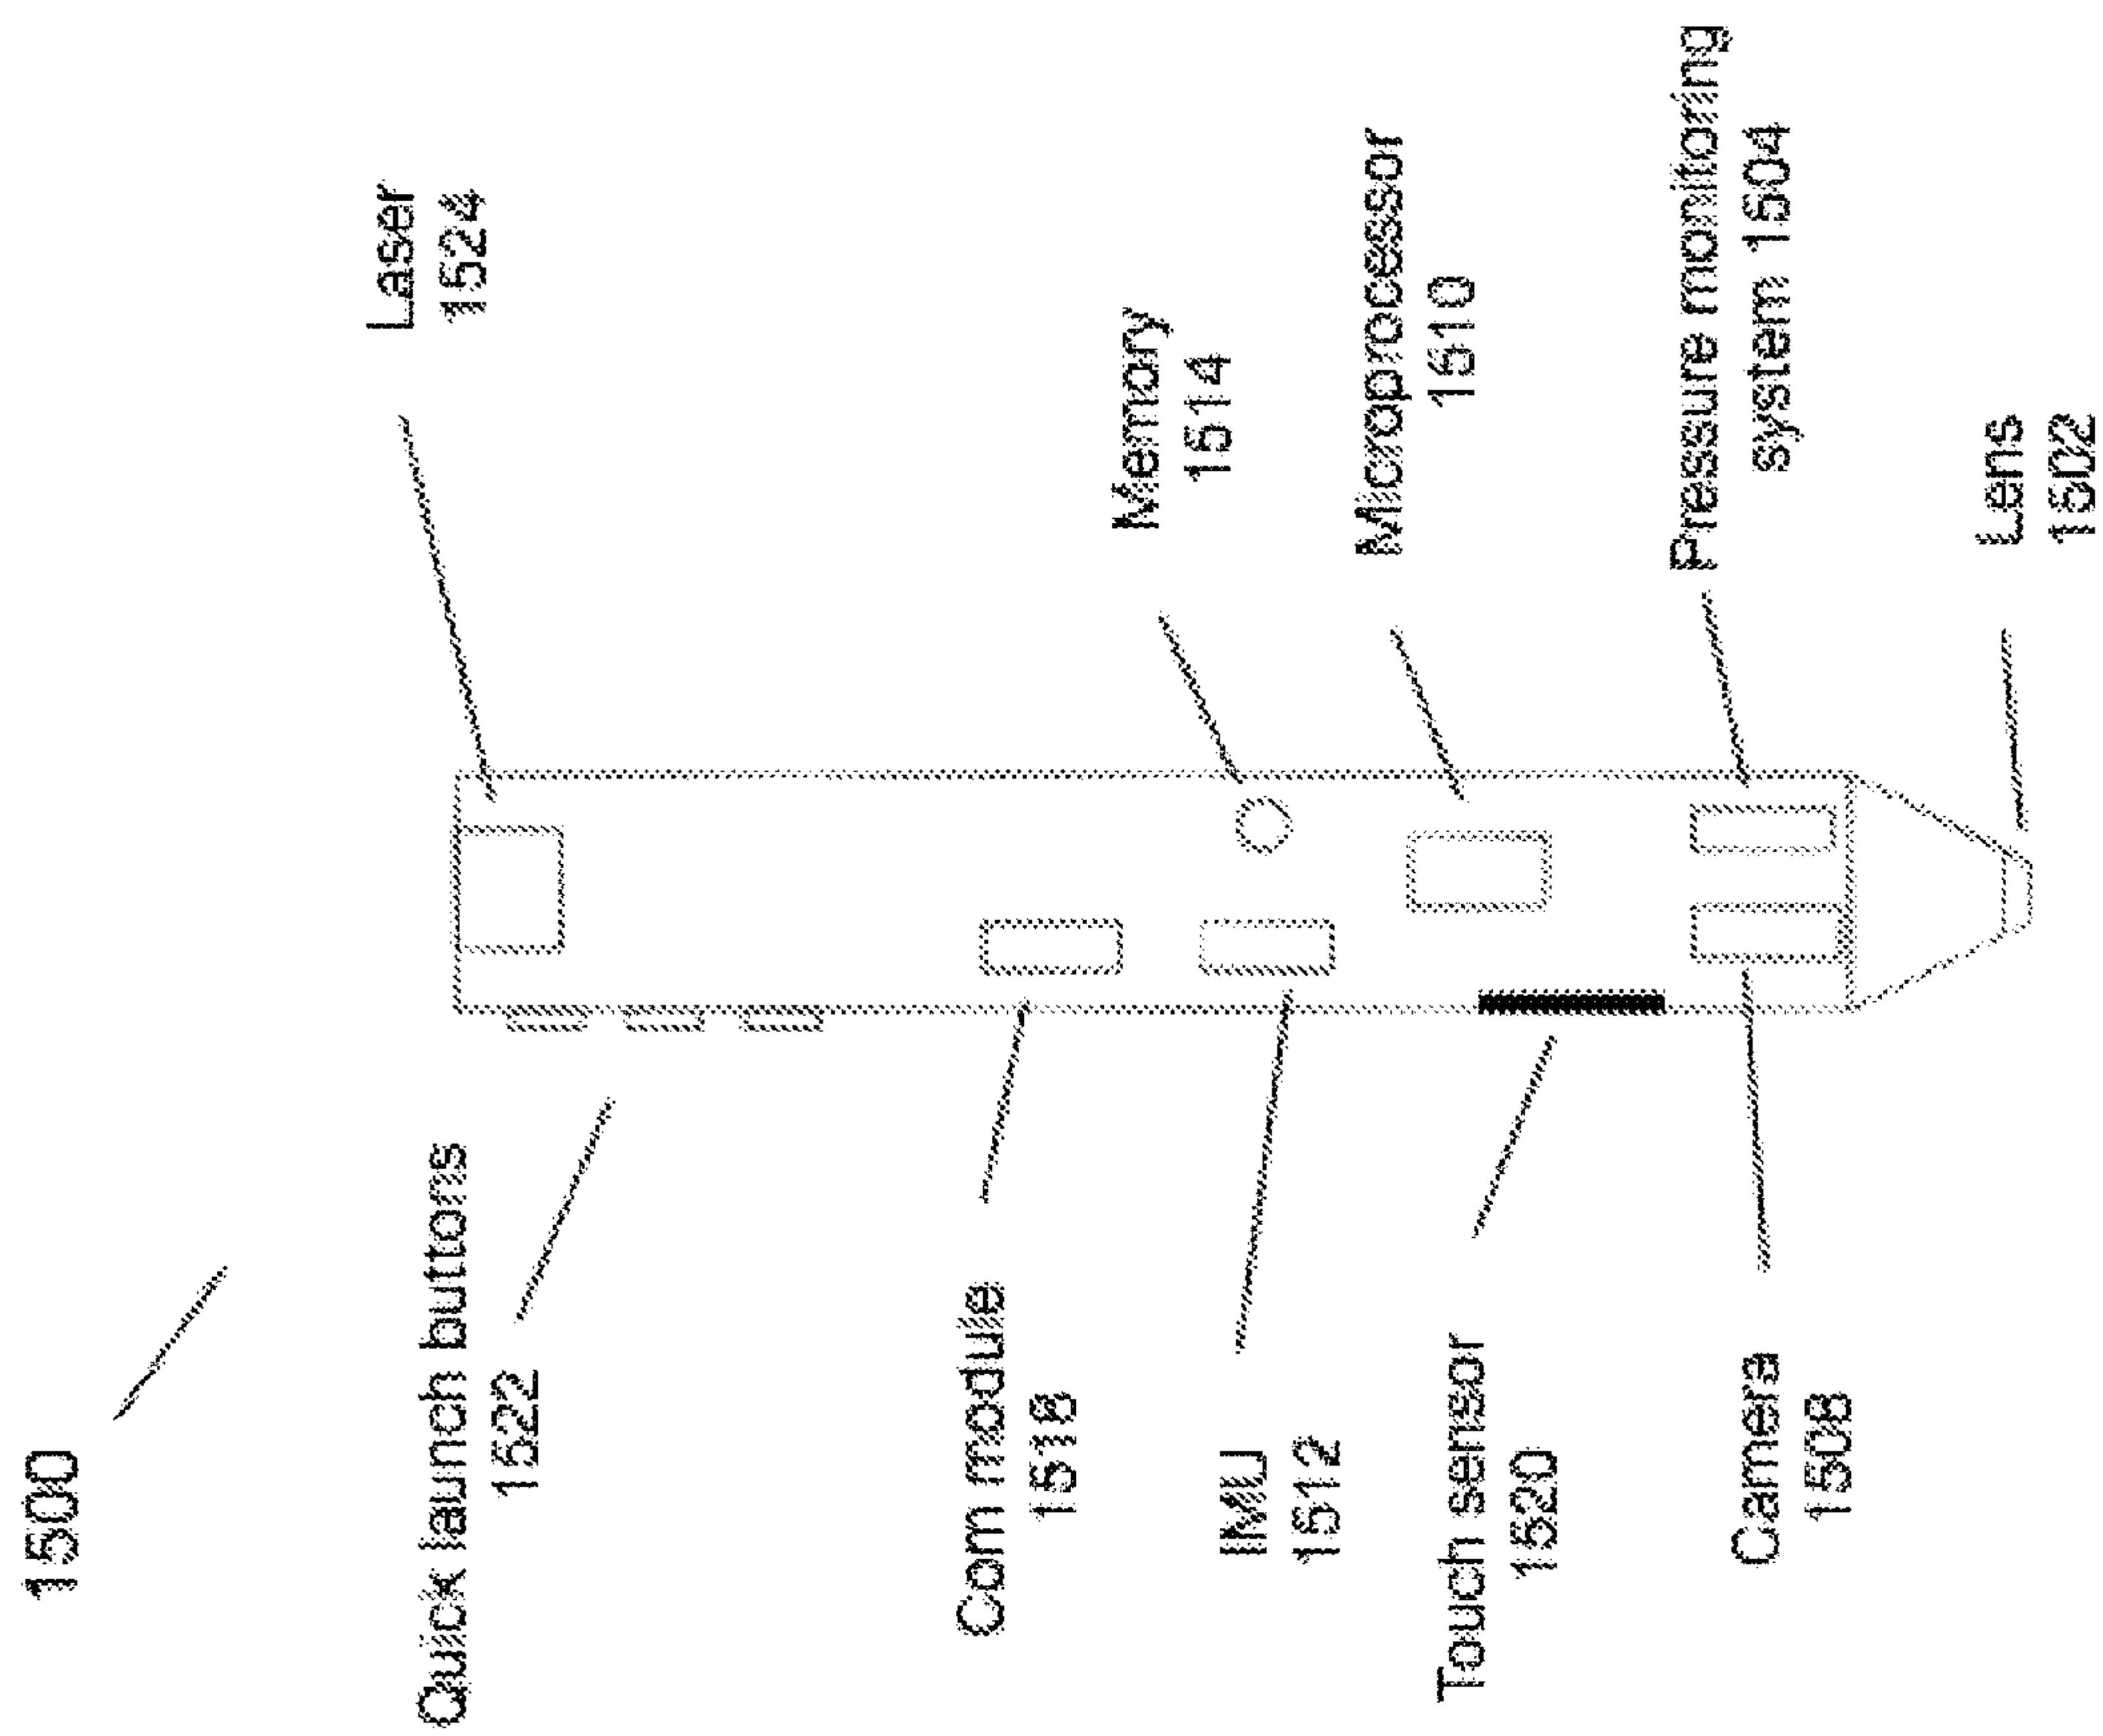 1500
Laser
1524
Quick launch buttons
1522
Com module
1518
Memory
1514
IMU
1512
Microprocessor
1510
Touch sensor
1520
Pressure monitoring
system 1504
Camera
1508
Lens
1502